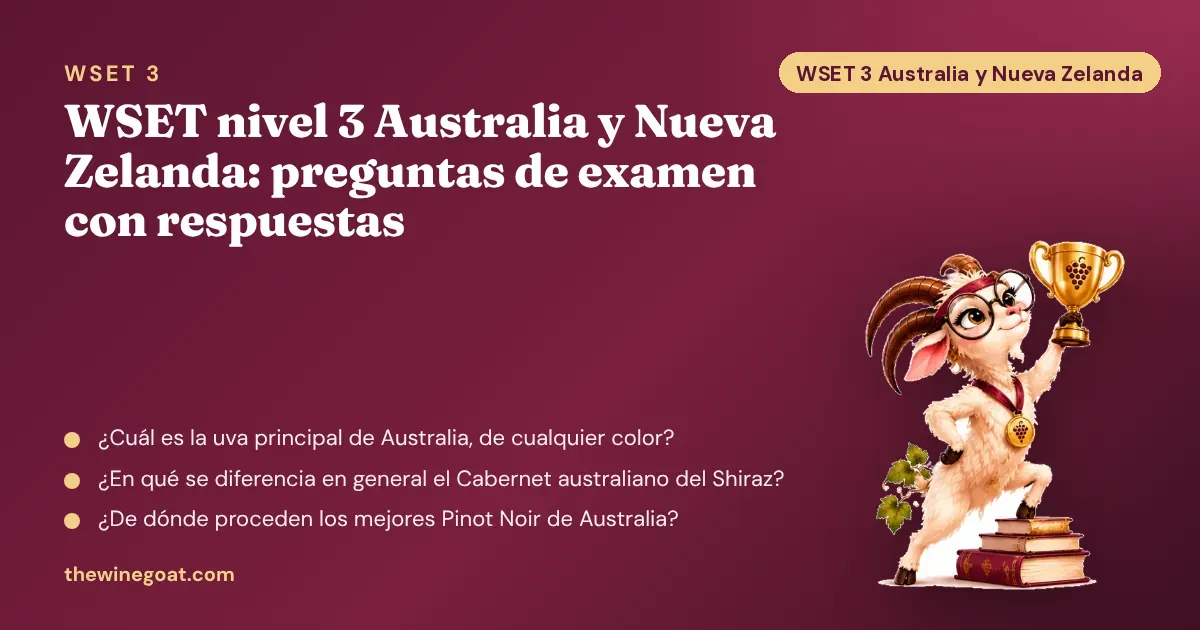 WSET 3
WSET 3 Australia y Nueva Zelanda
WSET nivel 3 Australia y Nueva
Zelanda: preguntas de examen
con respuestas
¿Cuál es la uva principal de Australia, de cualquier color?
¿En qué se diferencia en general el Cabernet australiano del Shiraz?
¿De dónde proceden los mejores Pinot Noir de Australia?
thewinegoat.com